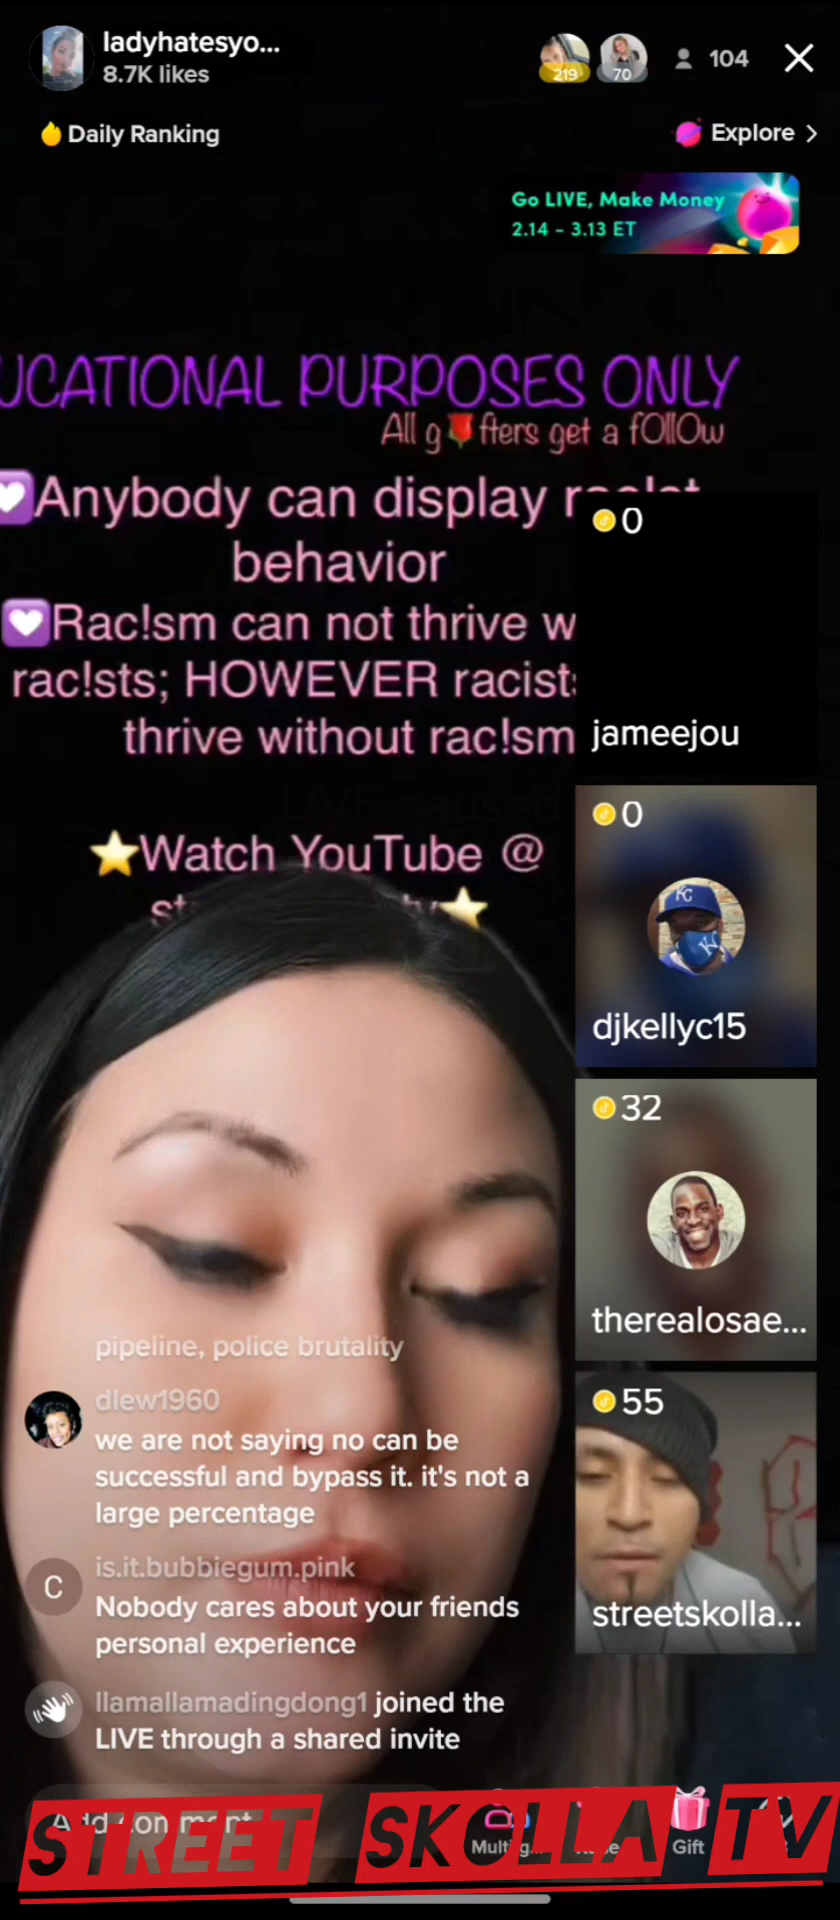 ladyhatesyo...
8.7K likes
219
70
104
Daily Ranking
Explore >
Go LIVE, Make Money
2.14 - 3.13 ET
UCATIONAL PURPOSES ONLY
All g🌹fters get a fOllOw
Anybody can display racist
behavior
Rac!sm can not thrive w
rac!sts; HOWEVER racists
thrive without rac!sm
⭐Watch YouTube @
0
jameejou
0
KC
djkellyc15
32
therealosae...
55
streetskolla...
pipeline, police brutality
dlew1960
we are not saying no can be
successful and bypass it. it's not a
large percentage
is.it.bubbiegum.pink
C
Nobody cares about your friends
personal experience
llamallamadingdong1 joined the
LIVE through a shared invite
Add comment...
Gift
STREET SKOLLA TV